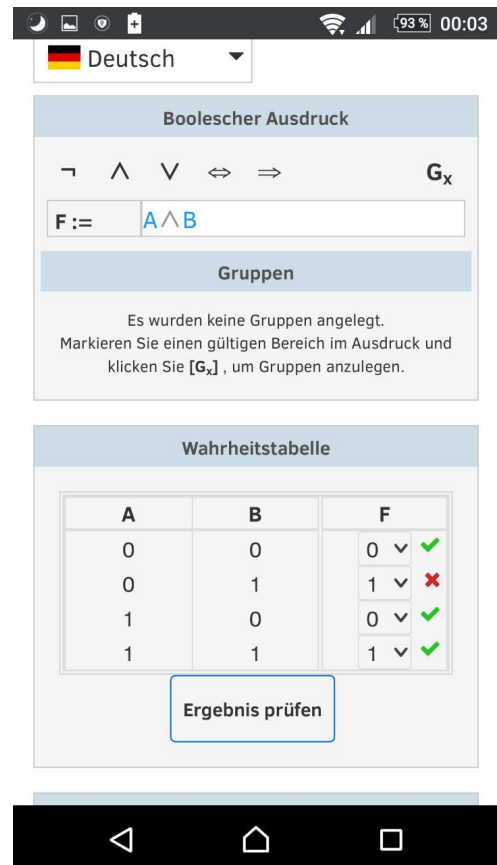 93 % 00:03
Deutsch
Boolescher Ausdruck
¬ ∧ ∨ ⇔ ⇒ Gx
F := A∧B
Gruppen
Es wurden keine Gruppen angelegt.
Markieren Sie einen gültigen Bereich im Ausdruck und
klicken Sie [Gx] , um Gruppen anzulegen.
Wahrheitstabelle
A B F
0 0 0
0 1 1
1 0 0
1 1 1
Ergebnis prüfen